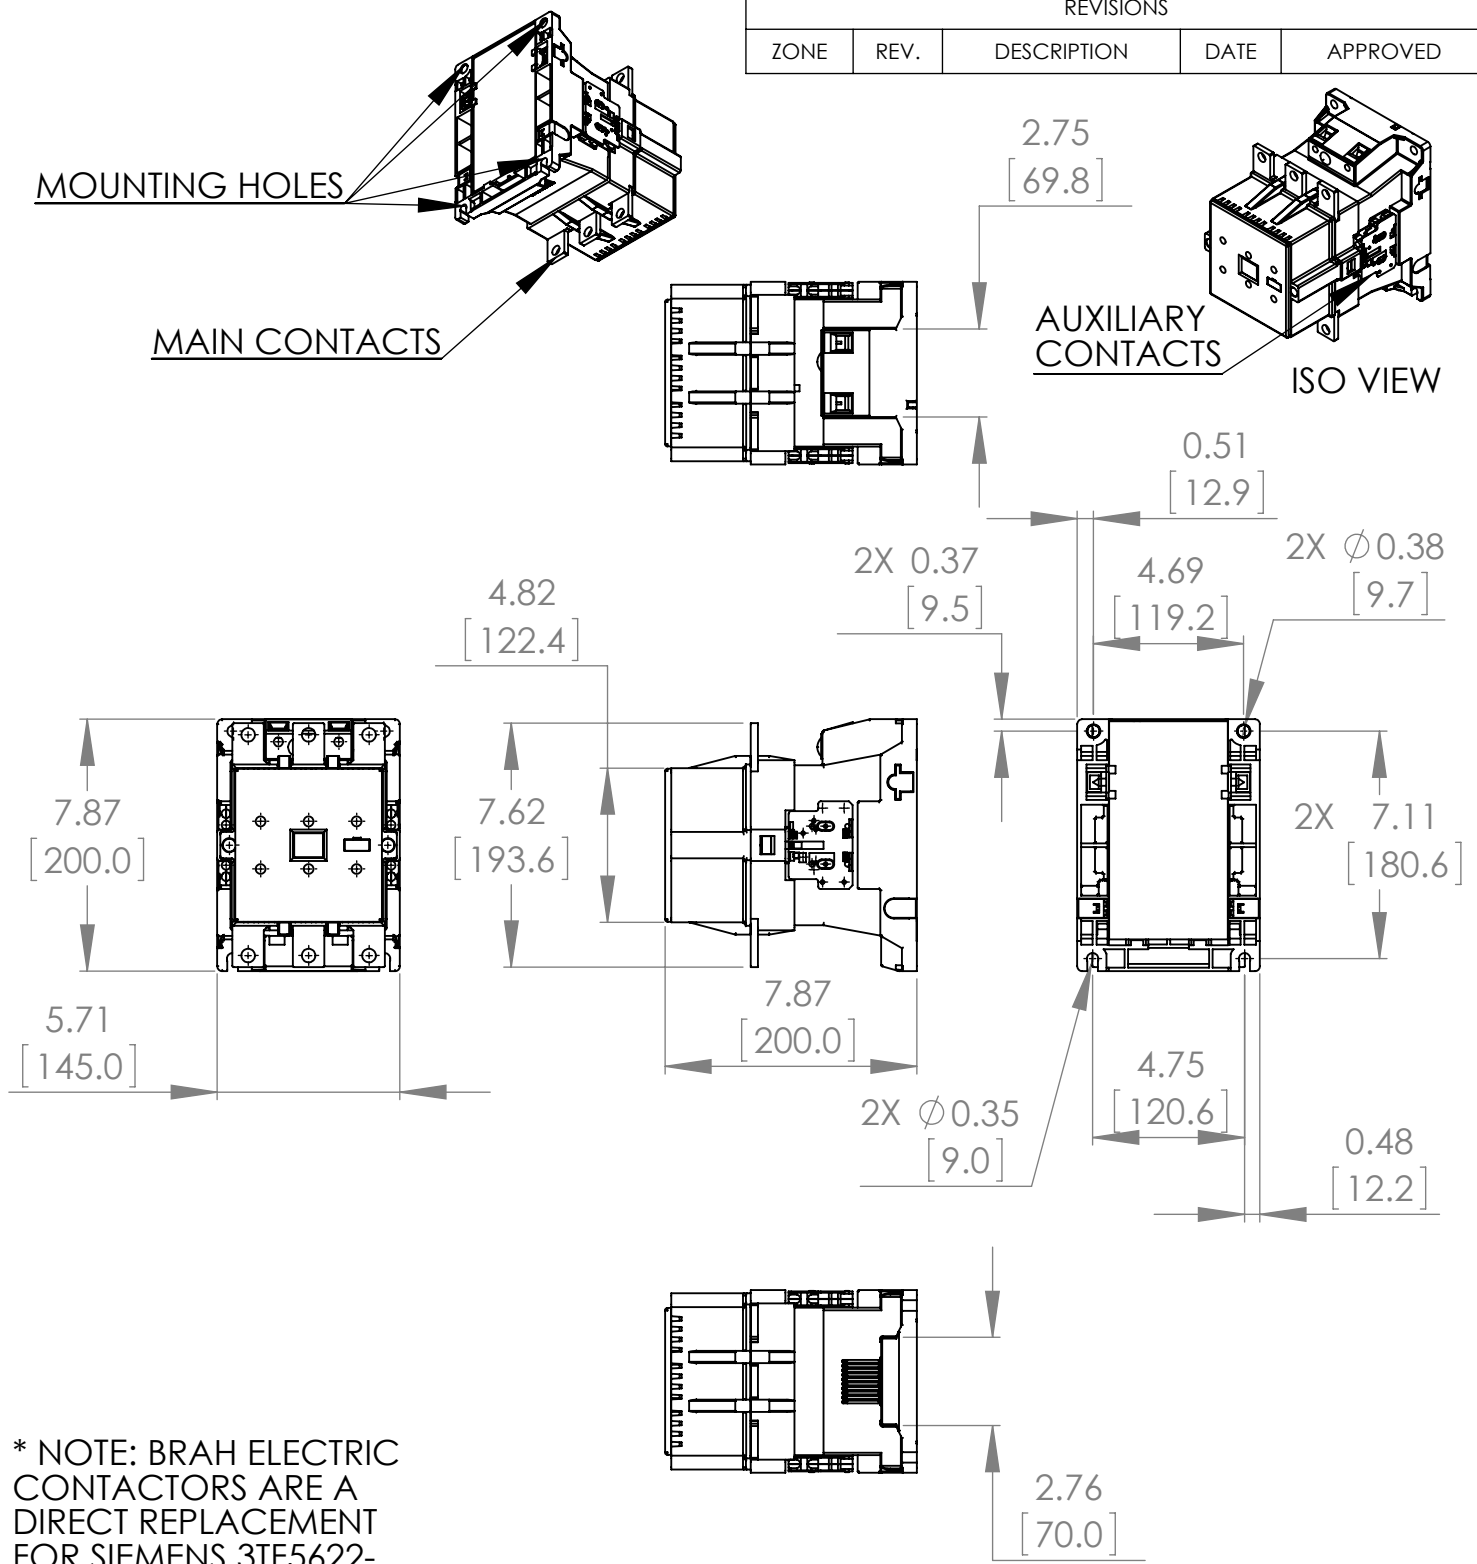 REVISIONS
ZONE REV. DESCRIPTION DATE APPROVED
MOUNTING HOLES
MAIN CONTACTS
2.75
[69.8]
AUXILIARY
CONTACTS
ISO VIEW
0.51
[12.9]
2X 0.37
[9.5]
4.69
[119.2]
2X ∅0.38
[9.7]
4.82
[122.4]
7.87
[200.0]
7.62
[193.6]
2X 7.11
[180.6]
5.71
[145.0]
7.87
[200.0]
2X ∅0.35
[9.0]
4.75
[120.6]
0.48
[12.2]
2.76
[70.0]
* NOTE: BRAH ELECTRIC
CONTACTORS ARE A
DIRECT REPLACEMENT
FOR SIEMENS 3TF5622-